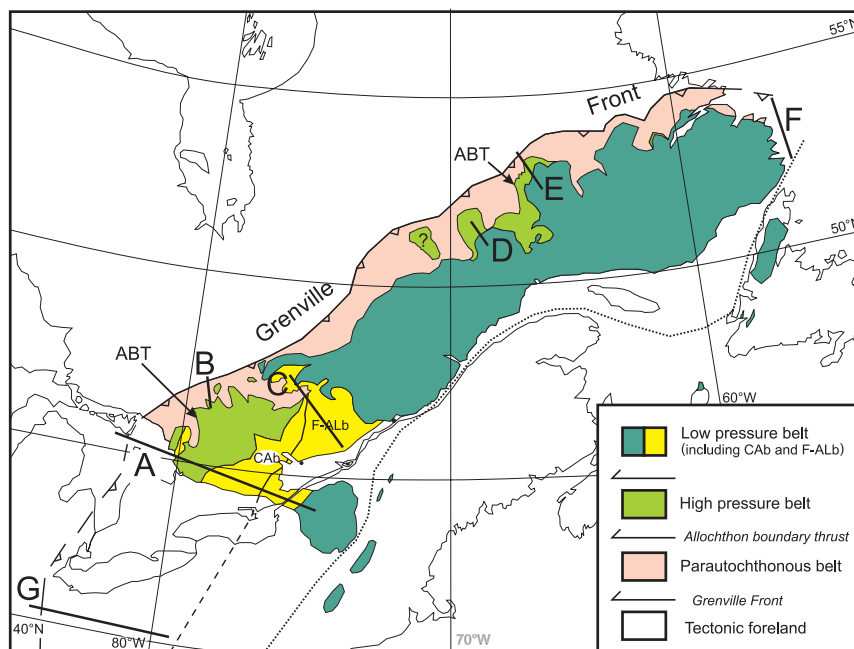 55°N
Front
F
ABT
E
50°N
D
?
Grenville
ABT
B
C
F-ALb
60°W
A
CAb
G
40°N
80°W
70°W
Low pressure belt
(including CAb and F-ALb)
High pressure belt
Allochthon boundary thrust
Parautochthonous belt
Grenville Front
Tectonic foreland